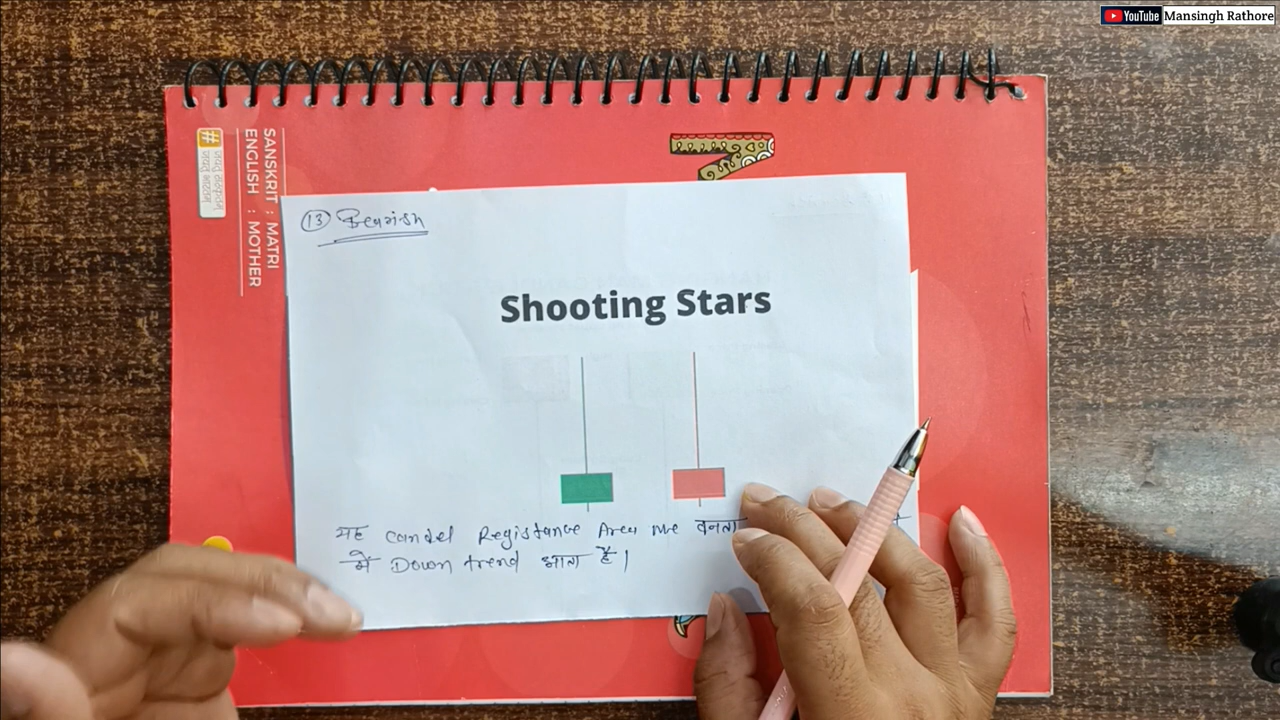 YouTube Mansingh Rathore
SANSKRIT : MATRI
ENGLISH : MOTHER
#
13 Bearish
Shooting Stars
यह candel Registance Area me बनता
में Down trend आता है।